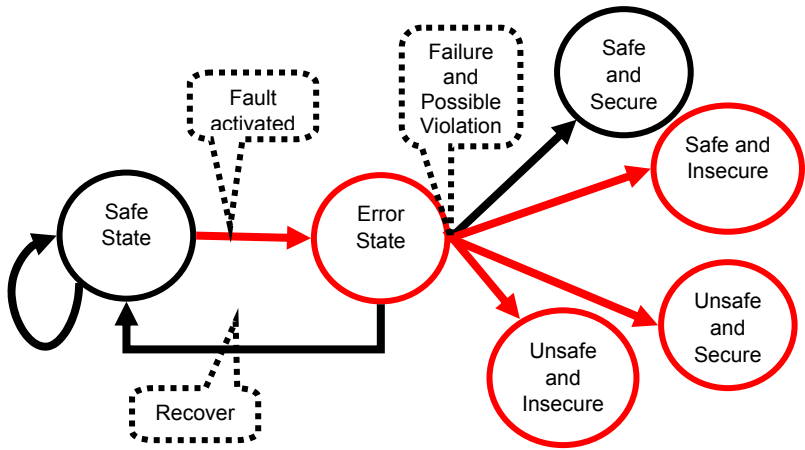 Fault
activated
Failure
and
Possible
Violation
Safe
and
Secure
Safe and
Insecure
Safe
State
Error
State
Unsafe
and
Secure
Unsafe
and
Insecure
Recover